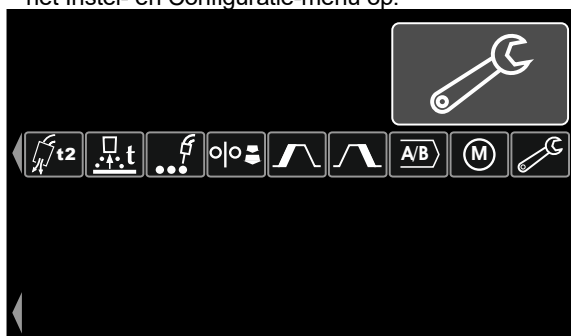 het Instel- en Configuratie-menu op.
t2
t
A/B
M